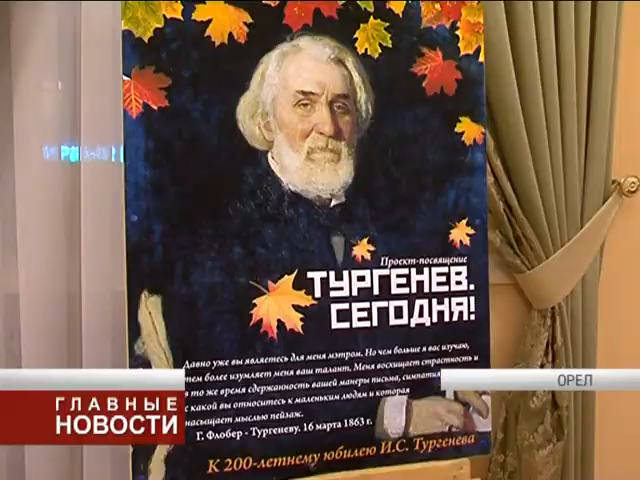 Проект-посвящение
ТУРГЕНЕВ.
СЕГОДНЯ!
Давно уже вы являетесь для меня мэтром. Но чем больше я вас изучаю,
тем более изумляет меня ваш талант. Меня восхищает страстность и
в то же время сдержанность вашей манеры письма, симпатия
с какой вы относитесь к маленьким людям и которая
насыщает мыслью пейзаж.
Г. Флобер - Тургеневу. 16 марта 1863 г.
К 200-летнему юбилею И.С. Тургенева
ОРЕЛ
ГЛАВНЫЕ
НОВОСТИ